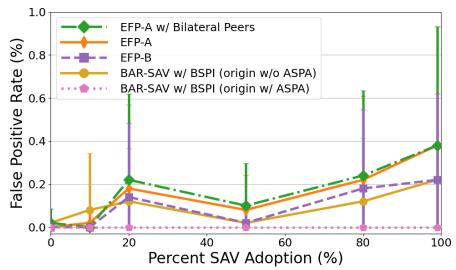 1.0
0.8
0.6
0.4
0.2
0.0
False Positive Rate (%)
EFP-A w/ Bilateral Peers
EFP-A
EFP-B
BAR-SAV w/ BSPI (origin w/o ASPA)
BAR-SAV w/ BSPI (origin w/ ASPA)
0 20 40 60 80 100
Percent SAV Adoption (%)